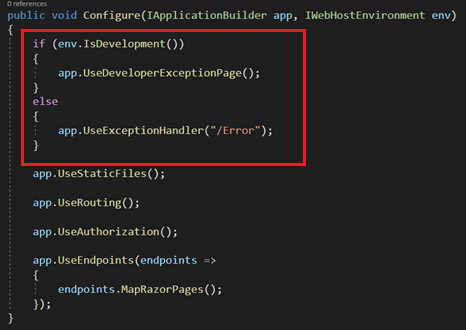 0 references
public void Configure(IApplicationBuilder app, IWebHostEnvironment env)
{
if (env.IsDevelopment())
{
app.UseDeveloperExceptionPage();
}
else
{
app.UseExceptionHandler("/Error");
}
app.UseStaticFiles();
app.UseRouting();
app.UseAuthorization();
app.UseEndpoints(endpoints =>
{
endpoints.MapRazorPages();
});
}